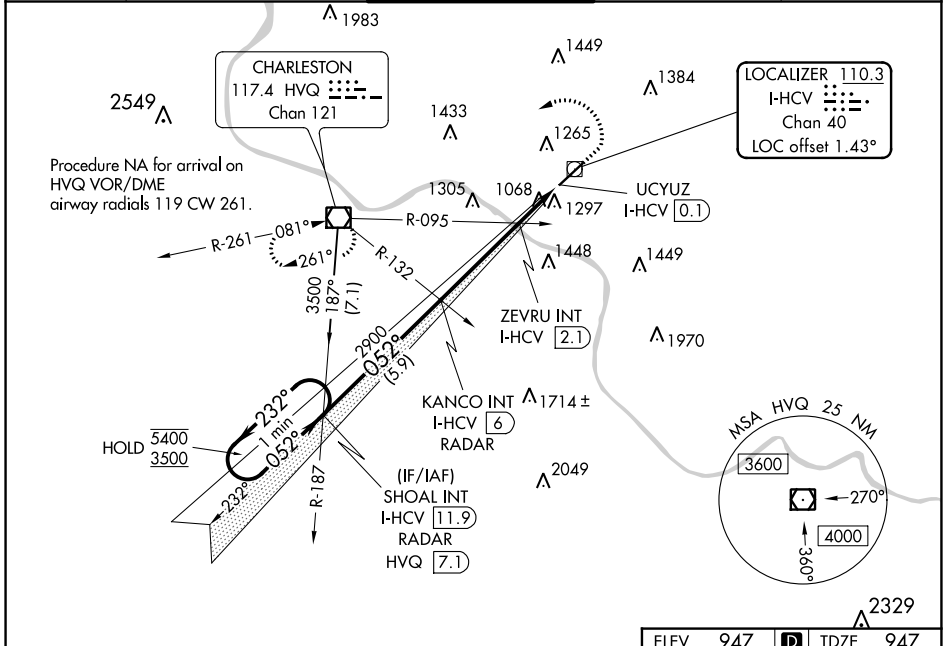 1983
CHARLESTON
117.4 HVQ
Chan 121
1449
1384
LOCALIZER 110.3
I-HCV
Chan 40
LOC offset 1.43°
2549
1433
1265
Procedure NA for arrival on
HVQ VOR/DME
airway radials 119 CW 261.
1305
1068
1297
UCYUZ
I-HCV 0.1
R-095
R-261
081°
261°
R-132
1448
1449
3500
187°
(7.1)
ZEVRU INT
I-HCV 2.1
1970
2900
052°
(5.9)
KANCO INT
I-HCV 6
RADAR
1714 ±
HOLD 5400
3500
232°
1 min
052°
232°
R-187
(IF/IAF)
SHOAL INT
I-HCV 11.9
RADAR
HVQ 7.1
2049
MSA HVQ 25 NM
3600
270°
4000
360°
2329
ELEV 947 D TDZE 947